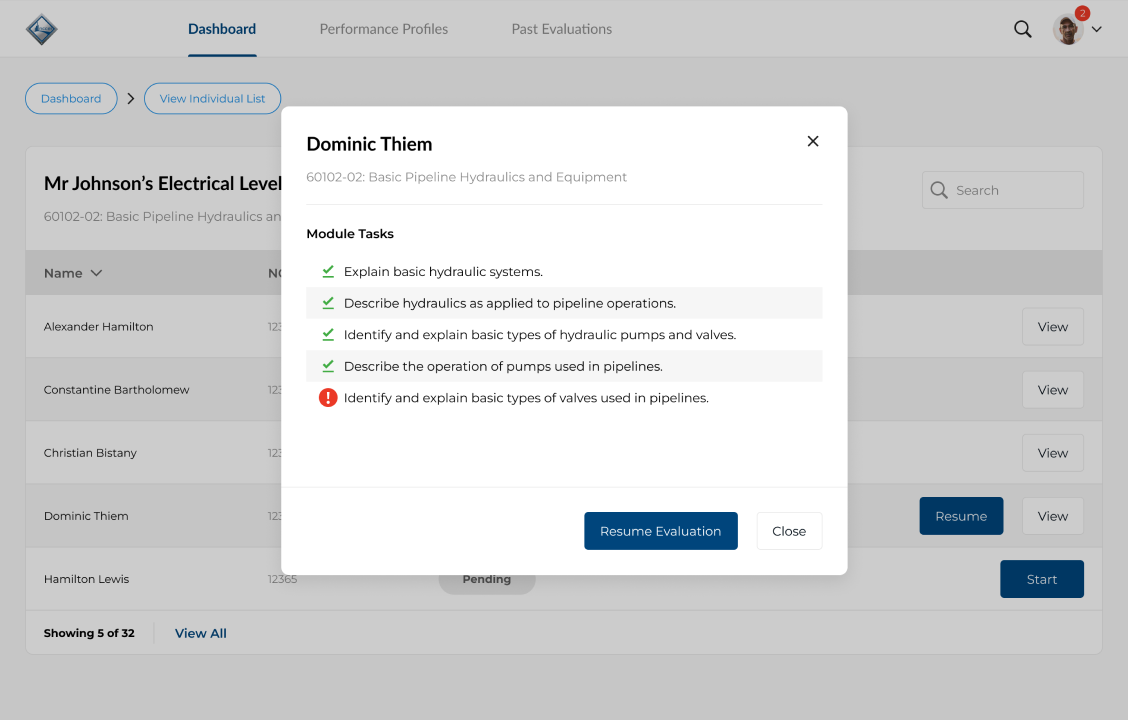 Dashboard
Performance Profiles
Past Evaluations
2
Dashboard
View Individual List
Mr Johnson's Electrical Level
60102-02: Basic Pipeline Hydraulics an
Search
Name
Alexander Hamilton
View
Constantine Bartholomew
View
Christian Bistany
View
Dominic Thiem
Resume
View
Hamilton Lewis
12365
Pending
Start
Showing 5 of 32
View All
Dominic Thiem
60102-02: Basic Pipeline Hydraulics and Equipment
Module Tasks
Explain basic hydraulic systems.
Describe hydraulics as applied to pipeline operations.
Identify and explain basic types of hydraulic pumps and valves.
Describe the operation of pumps used in pipelines.
Identify and explain basic types of valves used in pipelines.
Resume Evaluation
Close